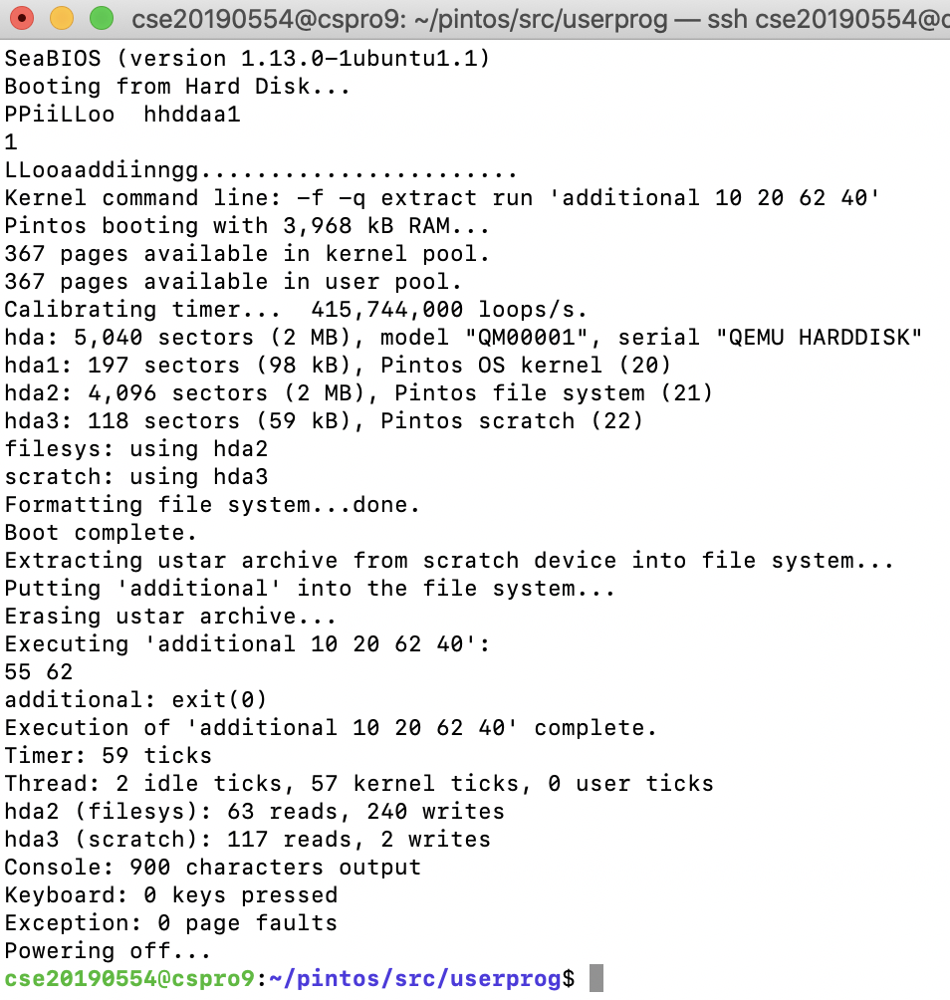 cse20190554@cspro9: ~/pintos/src/userprog — ssh cse20190554@c
SeaBIOS (version 1.13.0-1ubuntu1.1)
Booting from Hard Disk...
PPiiLLoo  hhddaa1
1
LLooaaddiinngg.......................
Kernel command line: -f -q extract run 'additional 10 20 62 40'
Pintos booting with 3,968 kB RAM...
367 pages available in kernel pool.
367 pages available in user pool.
Calibrating timer...  415,744,000 loops/s.
hda: 5,040 sectors (2 MB), model "QM00001", serial "QEMU HARDDISK"
hda1: 197 sectors (98 kB), Pintos OS kernel (20)
hda2: 4,096 sectors (2 MB), Pintos file system (21)
hda3: 118 sectors (59 kB), Pintos scratch (22)
filesys: using hda2
scratch: using hda3
Formatting file system...done.
Boot complete.
Extracting ustar archive from scratch device into file system...
Putting 'additional' into the file system...
Erasing ustar archive...
Executing 'additional 10 20 62 40':
55 62
additional: exit(0)
Execution of 'additional 10 20 62 40' complete.
Timer: 59 ticks
Thread: 2 idle ticks, 57 kernel ticks, 0 user ticks
hda2 (filesys): 63 reads, 240 writes
hda3 (scratch): 117 reads, 2 writes
Console: 900 characters output
Keyboard: 0 keys pressed
Exception: 0 page faults
Powering off...
cse20190554@cspro9:~/pintos/src/userprog$